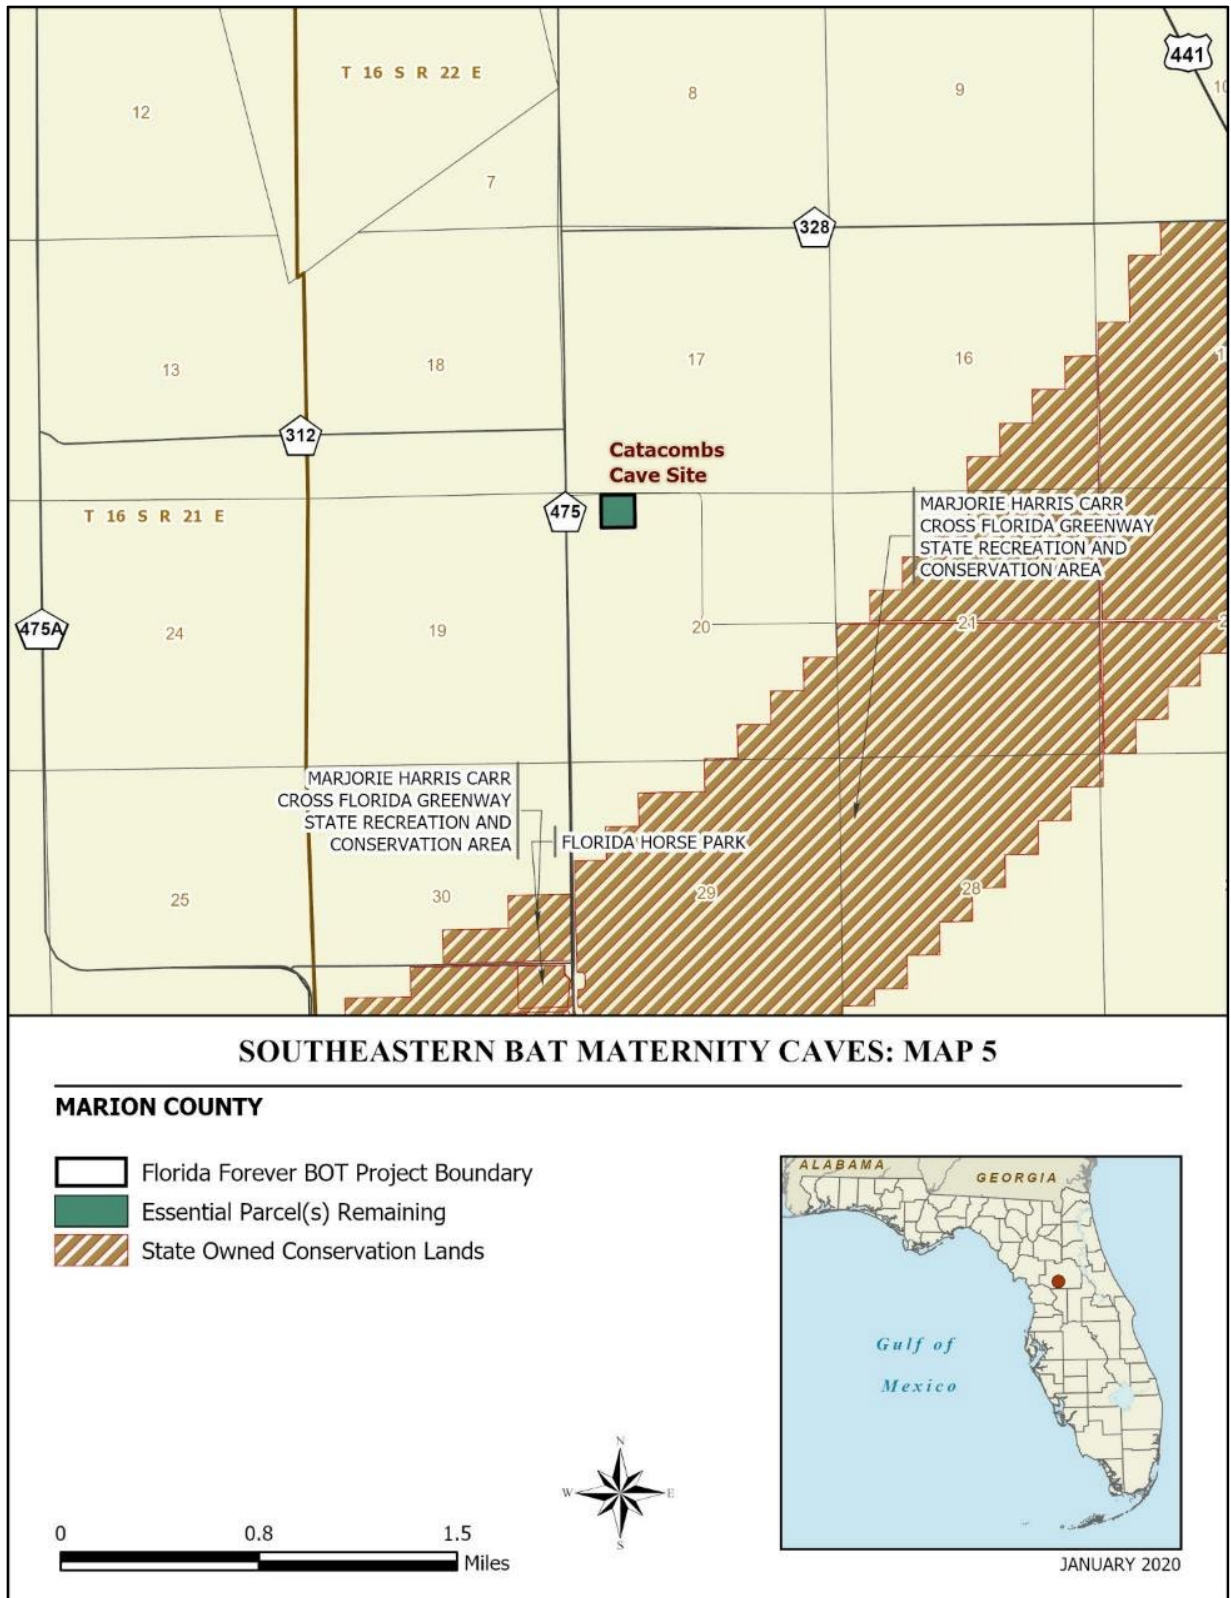 T 16 S R 22 E
441
12
8
9
10
7
328
13
18
17
16
312
Catacombs
Cave Site
T 16 S R 21 E
475
MARJORIE HARRIS CARR
CROSS FLORIDA GREENWAY
STATE RECREATION AND
CONSERVATION AREA
475A
24
19
20
21
MARJORIE HARRIS CARR
CROSS FLORIDA GREENWAY
STATE RECREATION AND
CONSERVATION AREA
FLORIDA HORSE PARK
25
30
29
28
SOUTHEASTERN BAT MATERNITY CAVES: MAP 5
MARION COUNTY
Florida Forever BOT Project Boundary
Essential Parcel(s) Remaining
State Owned Conservation Lands
ALABAMA
GEORGIA
Gulf of
Mexico
N
W
E
S
0
0.8
1.5
Miles
JANUARY 2020